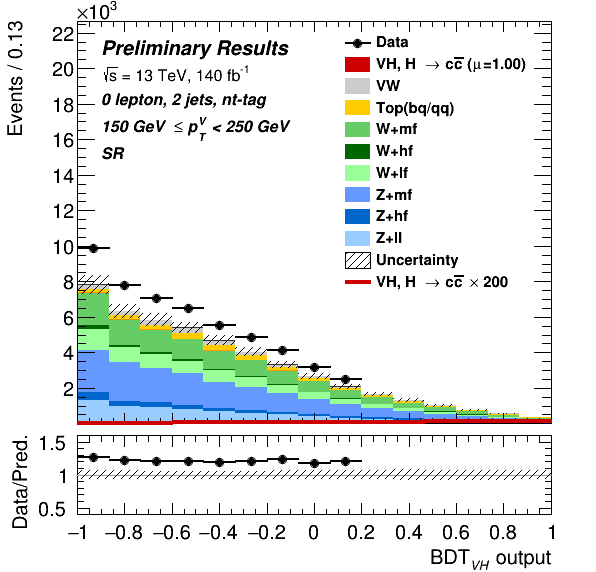 ×10³
Events / 0.13
22
20
18
16
14
12
10
8
6
4
2
Preliminary Results
√s = 13 TeV, 140 fb⁻¹
0 lepton, 2 jets, nt-tag
150 GeV ≤ p_T^V < 250 GeV
SR
Data
VH, H → cc̅ (μ=1.00)
VW
Top(bq/qq)
W+mf
W+hf
W+lf
Z+mf
Z+hf
Z+ll
Uncertainty
VH, H → cc̅ × 200
Data/Pred.
1.5
1
0.5
−1 −0.8 −0.6 −0.4 −0.2 0 0.2 0.4 0.6 0.8 1
BDT_VH output